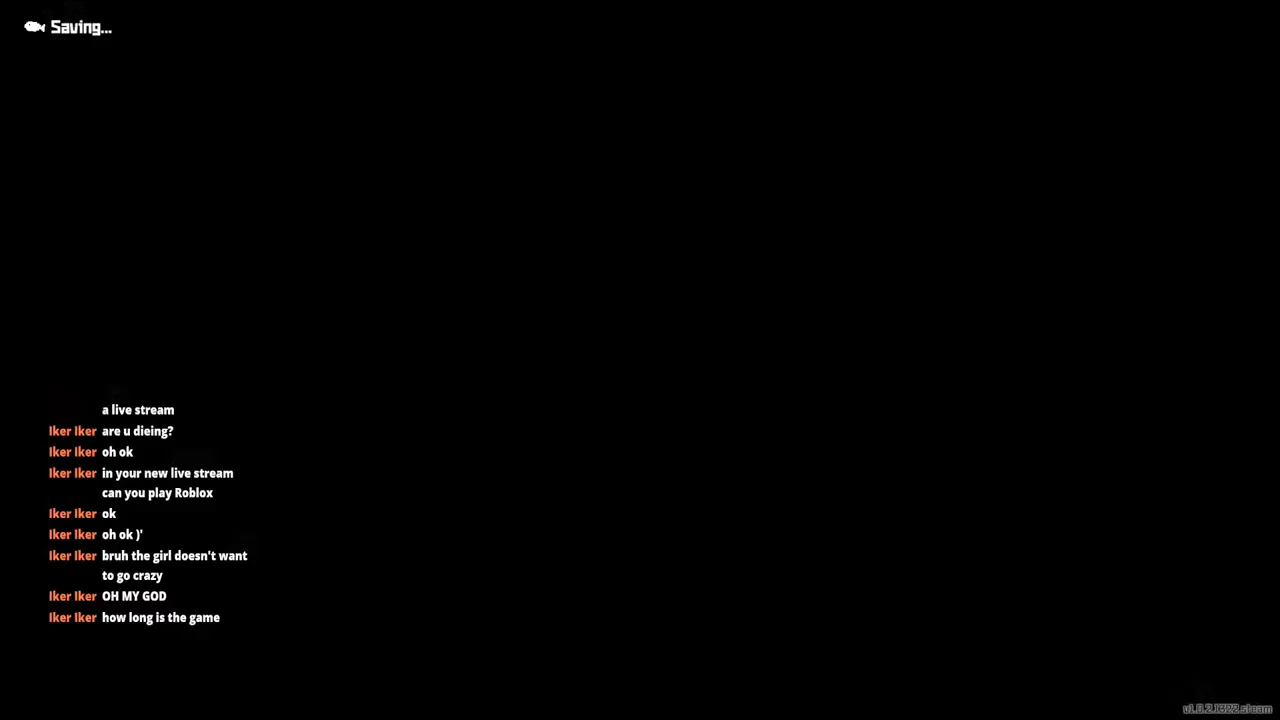 Saving...
a live stream
Iker Iker are u dieing?
Iker Iker oh ok
Iker Iker in your new live stream
can you play Roblox
Iker Iker ok
Iker Iker oh ok )'
Iker Iker bruh the girl doesn't want
to go crazy
Iker Iker OH MY GOD
Iker Iker how long is the game